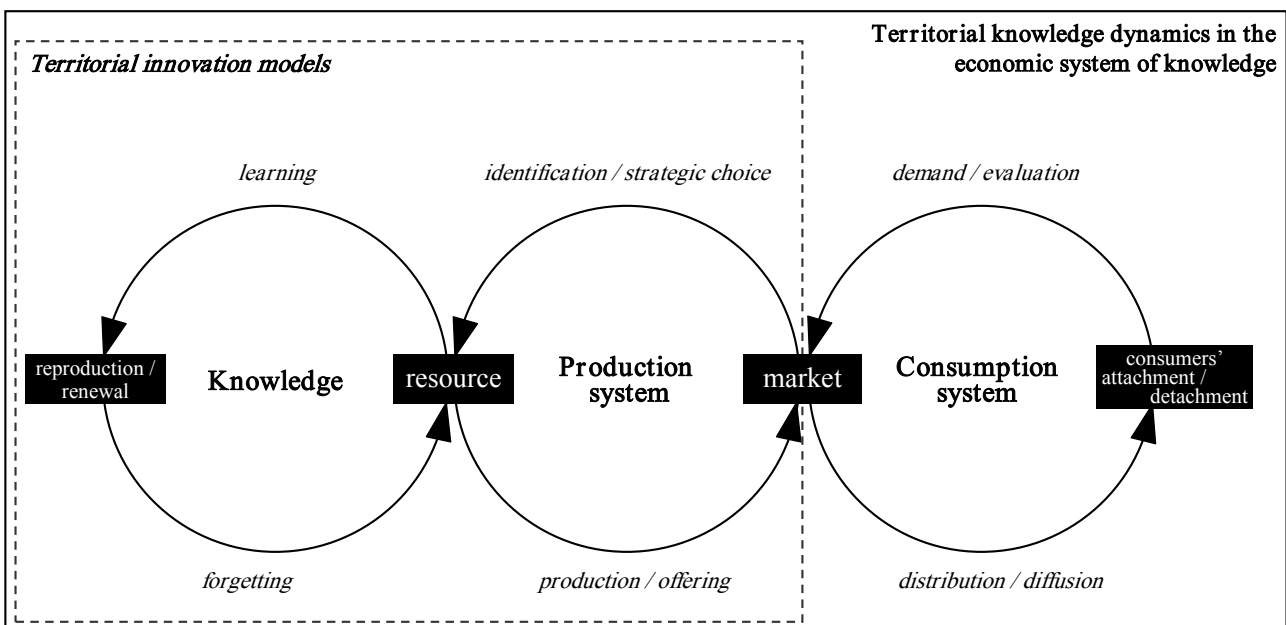 Territorial knowledge dynamics in the
economic system of knowledge
Territorial innovation models
learning
identification / strategic choice
demand / evaluation
reproduction /
renewal
Knowledge
resource
Production
system
market
Consumption
system
consumers’
attachment /
detachment
forgetting
production / offering
distribution / diffusion